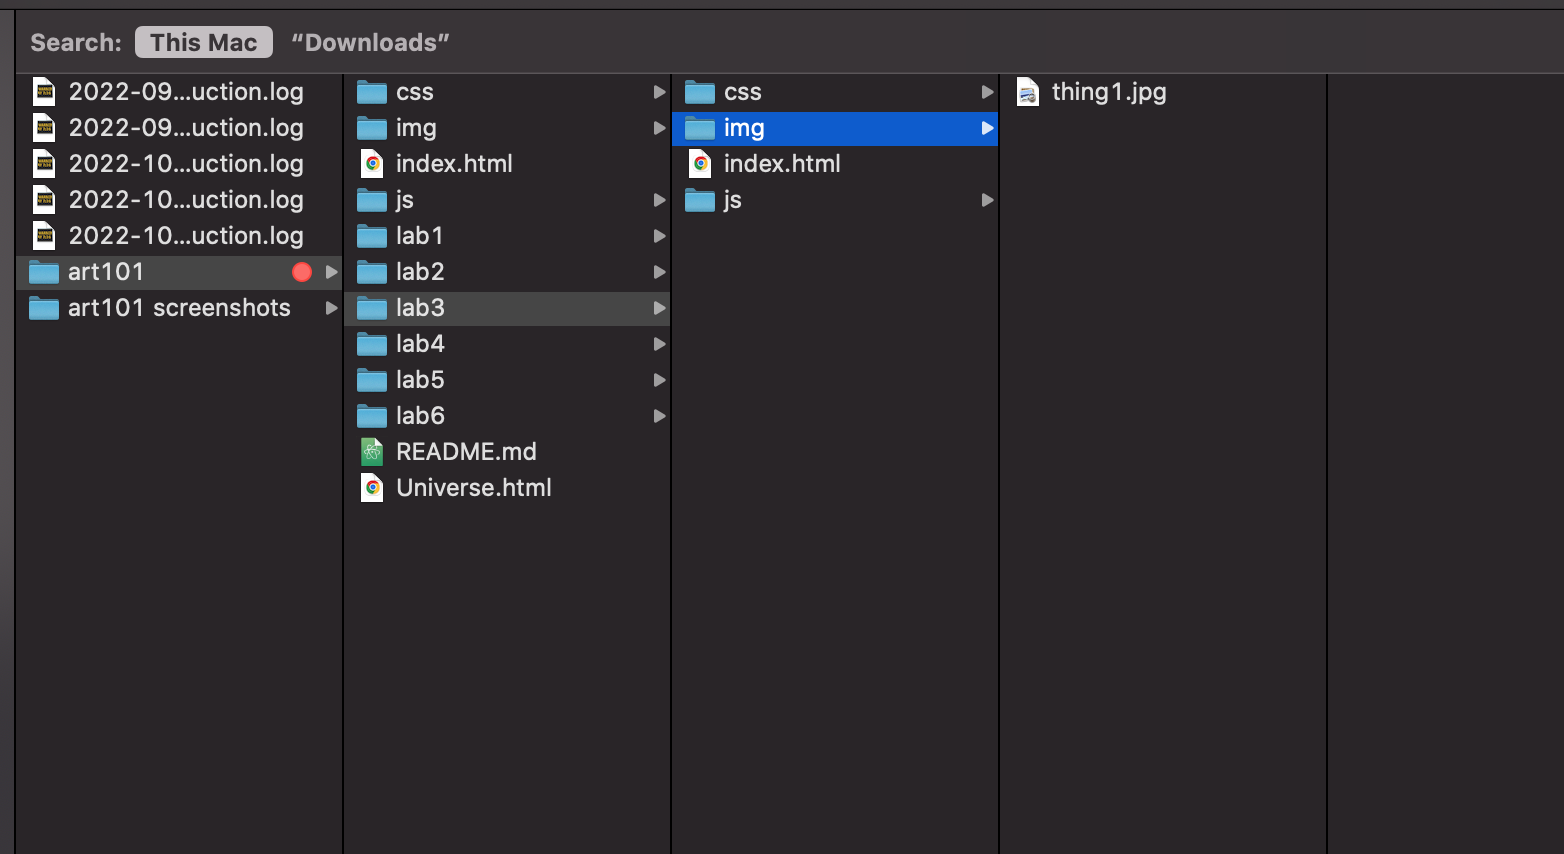 Search: This Mac “Downloads”
2022-09...uction.log
2022-09...uction.log
2022-10...uction.log
2022-10...uction.log
2022-10...uction.log
art101
art101 screenshots
css
img
index.html
js
lab1
lab2
lab3
lab4
lab5
lab6
README.md
Universe.html
css
img
index.html
js
thing1.jpg